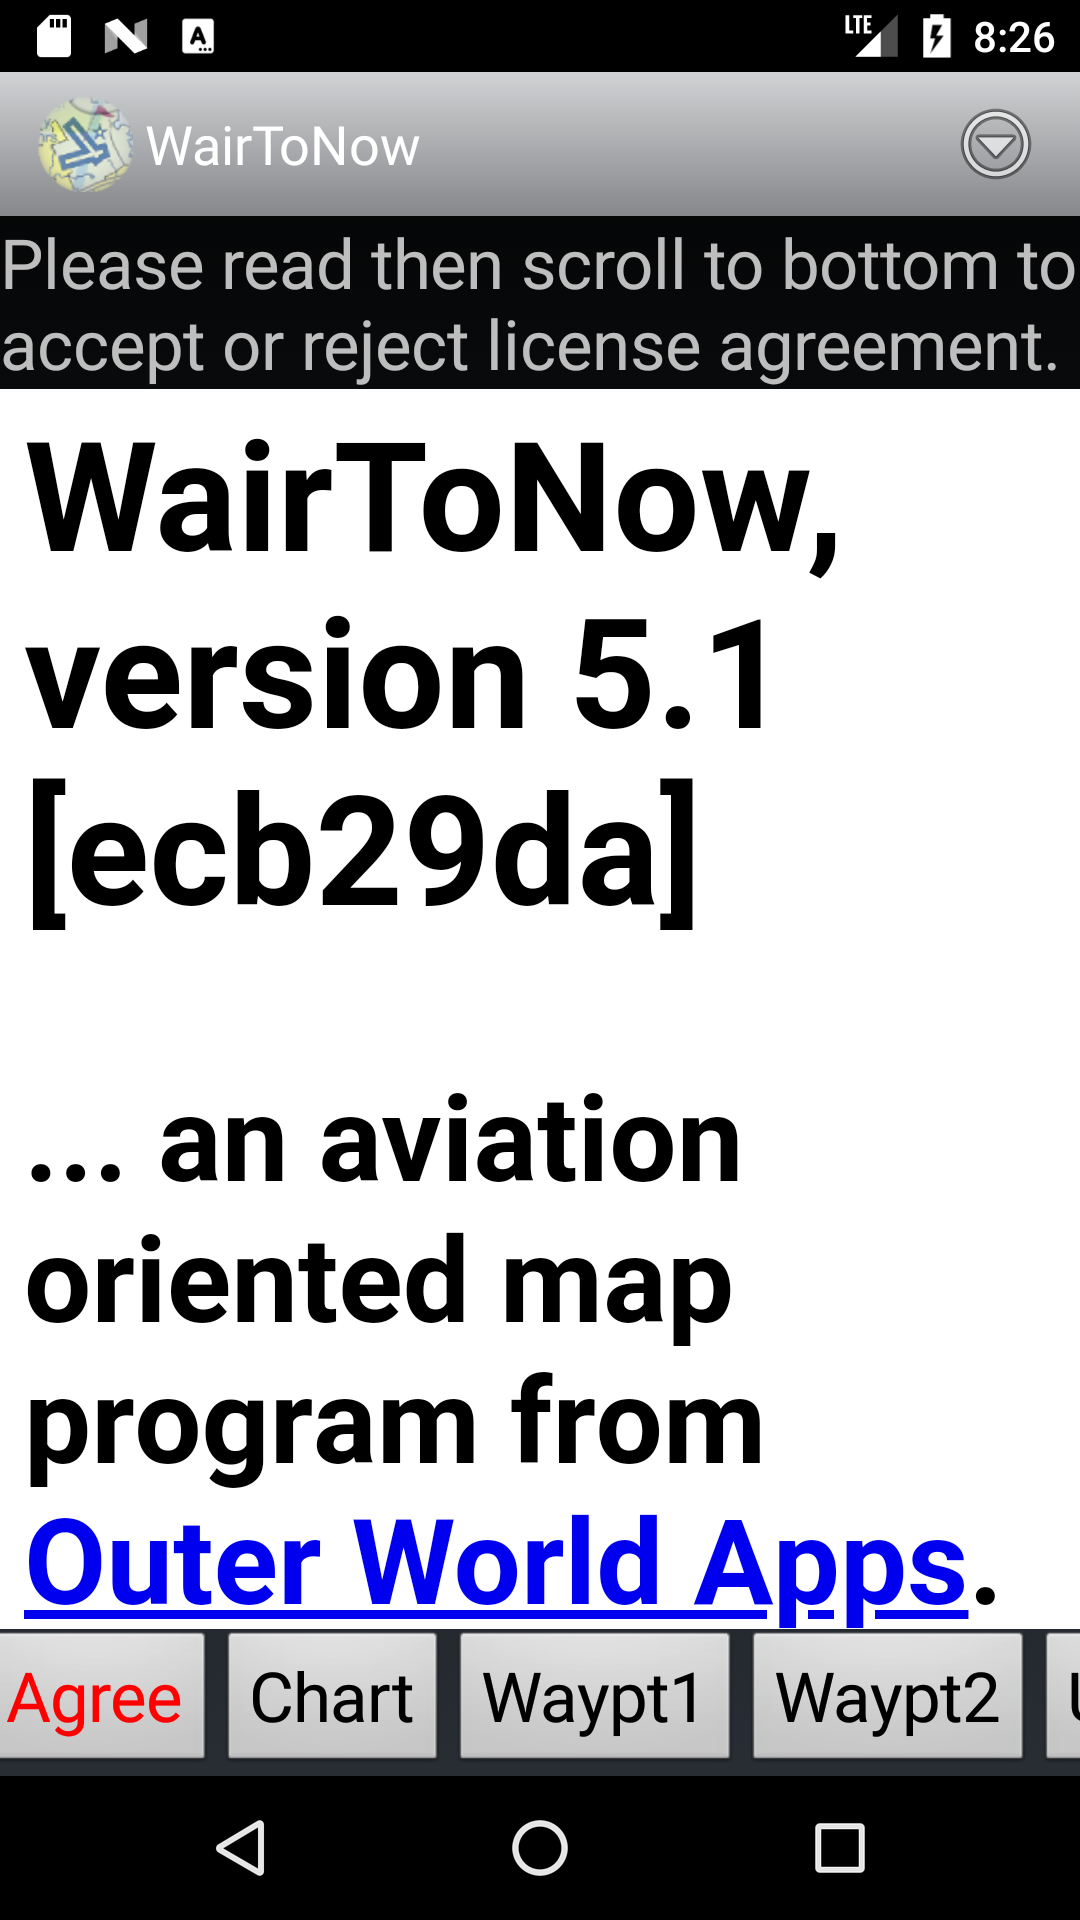 LTE 8:26
WairToNow
Please read then scroll to bottom to
accept or reject license agreement.
WairToNow,
version 5.1
[ecb29da]
... an aviation
oriented map
program from
Outer World Apps.
Agree Chart Waypt1 Waypt2